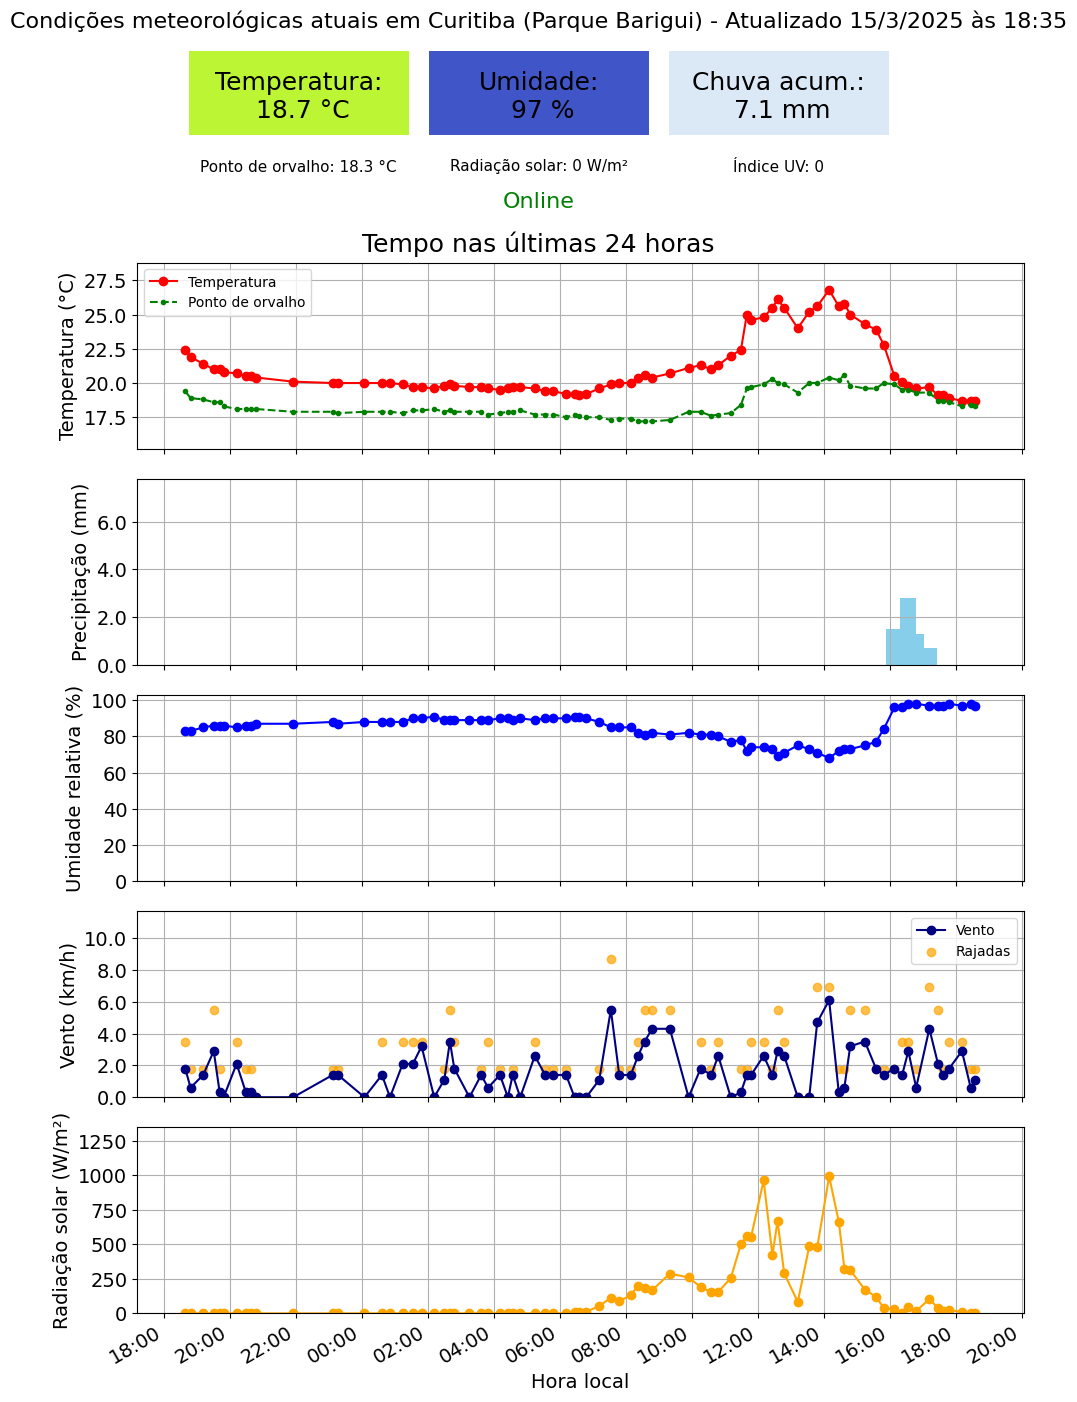 Condições meteorológicas atuais em Curitiba (Parque Barigui) - Atualizado 15/3/2025 às 18:35
Temperatura:
18.7 °C
Umidade:
97 %
Chuva acum.:
7.1 mm
Ponto de orvalho: 18.3 °C
Radiação solar: 0 W/m²
Índice UV: 0
Online
Tempo nas últimas 24 horas
Temperatura (°C)
27.5
25.0
22.5
20.0
17.5
Temperatura
Ponto de orvalho
Precipitação (mm)
6.0
4.0
2.0
0.0
Umidade relativa (%)
100
80
60
40
20
0
Vento (km/h)
10.0
8.0
6.0
4.0
2.0
0.0
Vento
Rajadas
Radiação solar (W/m²)
1250
1000
750
500
250
0
18:00
20:00
22:00
00:00
02:00
04:00
06:00
08:00
10:00
12:00
14:00
16:00
18:00
20:00
Hora local